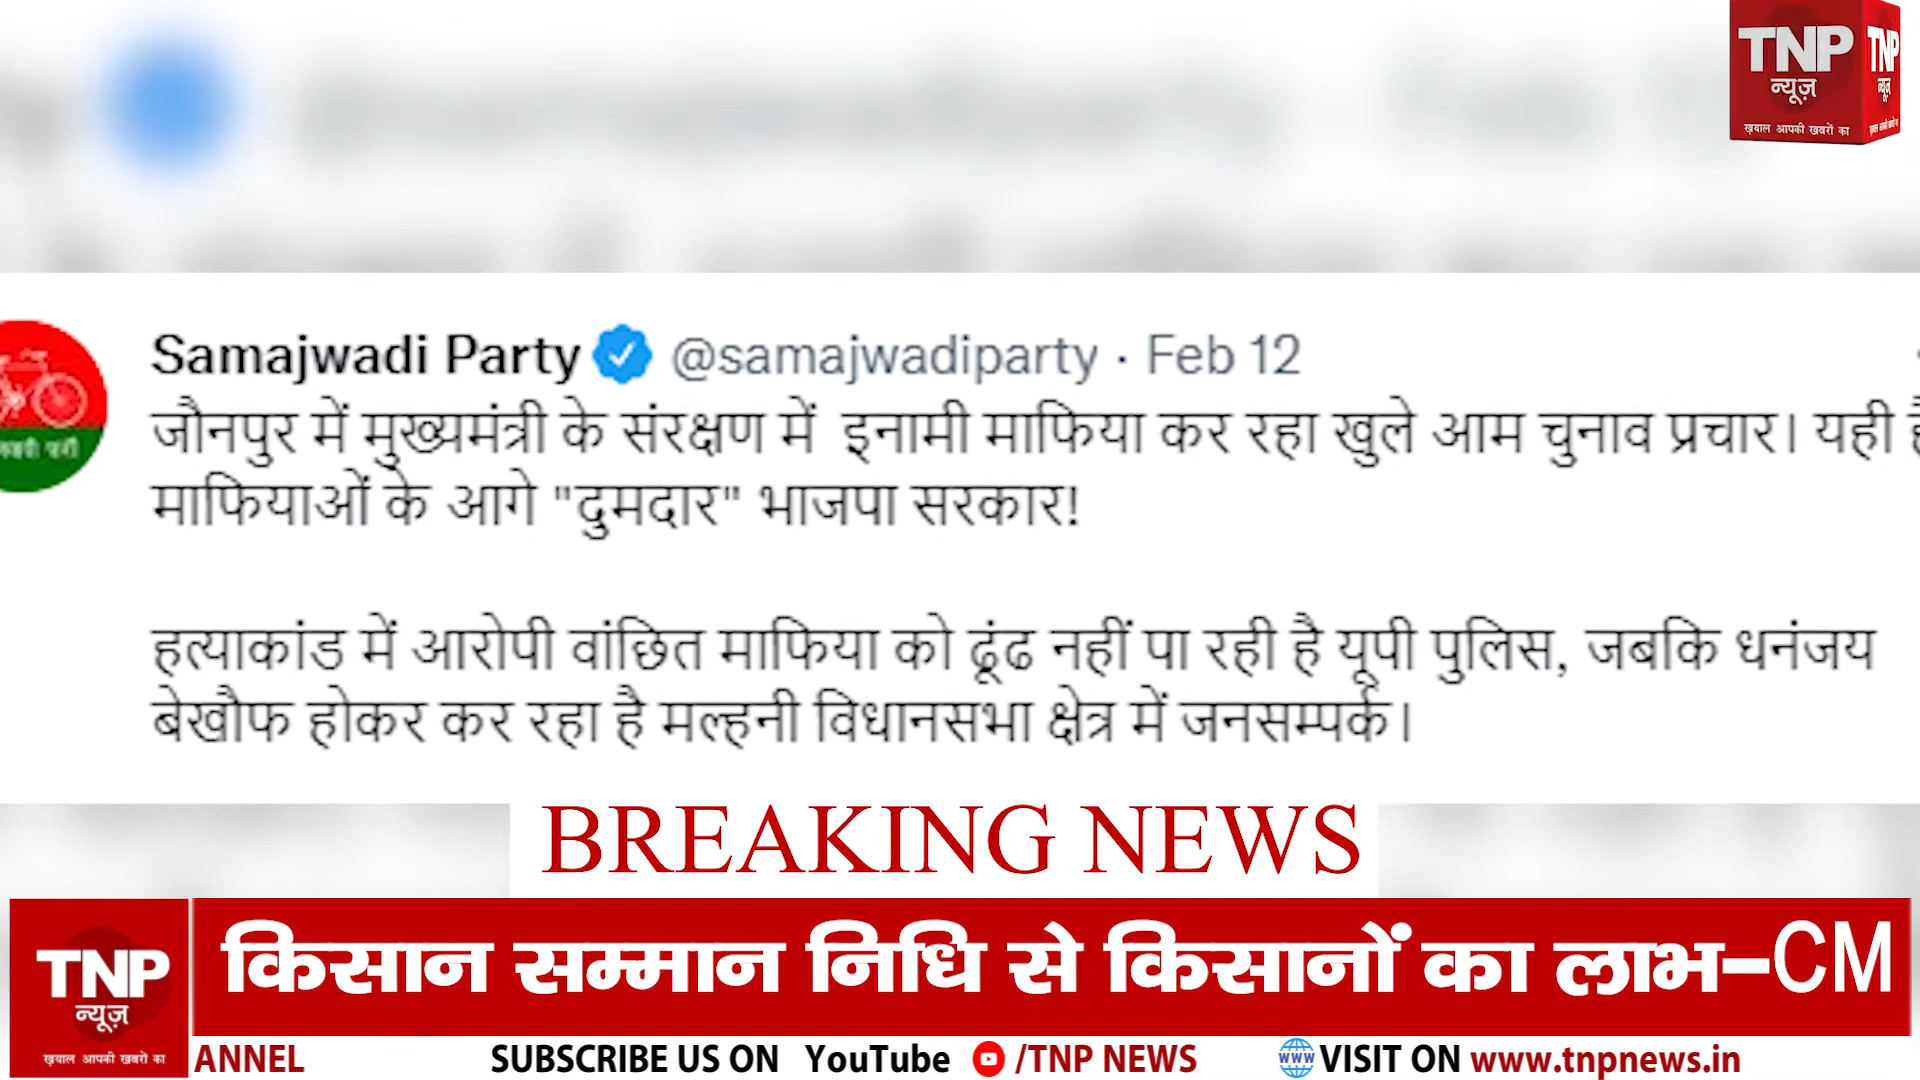 TNP TNP
न्यूज़ न्यूज़
ख़याल आपकी ख़बरों का
Samajwadi Party @samajwadiparty · Feb 12
जौनपुर में मुख्यमंत्री के संरक्षण में इनामी माफिया कर रहा खुले आम चुनाव प्रचार। यही
माफियाओं के आगे "दुमदार" भाजपा सरकार!
हत्याकांड में आरोपी वांछित माफिया को ढूंढ नहीं पा रही है यूपी पुलिस, जबकि धनंजय
बेखौफ होकर कर रहा है मल्हनी विधानसभा क्षेत्र में जनसम्पर्क।
BREAKING NEWS
किसान सम्मान निधि से किसानों का लाभ–CM
TNP
न्यूज़
ख़याल आपकी ख़बरों का
ANNEL SUBSCRIBE US ON YouTube /TNP NEWS www VISIT ON www.tnpnews.in